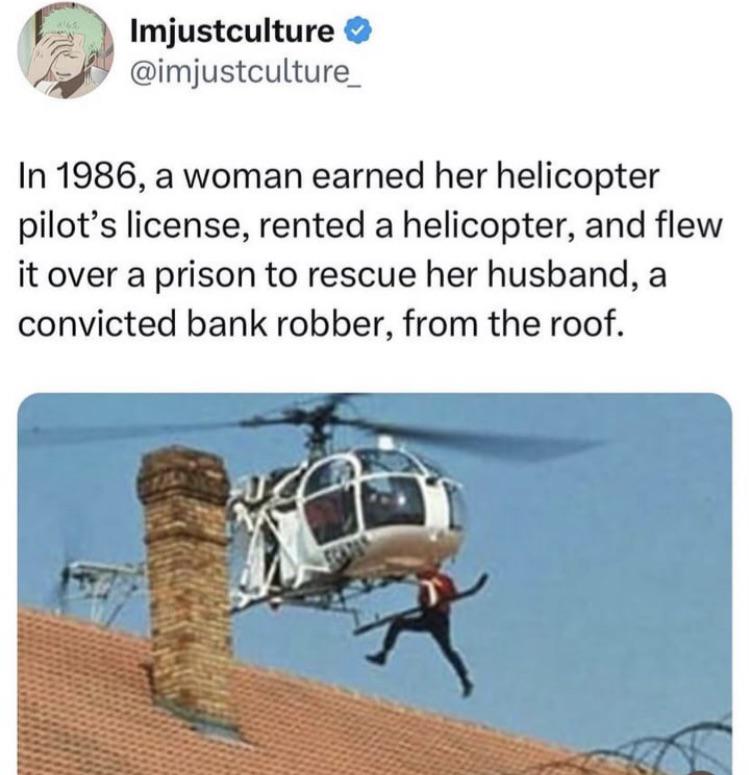 Imjustculture
@imjustculture_
In 1986, a woman earned her helicopter
pilot’s license, rented a helicopter, and flew
it over a prison to rescue her husband, a
convicted bank robber, from the roof.